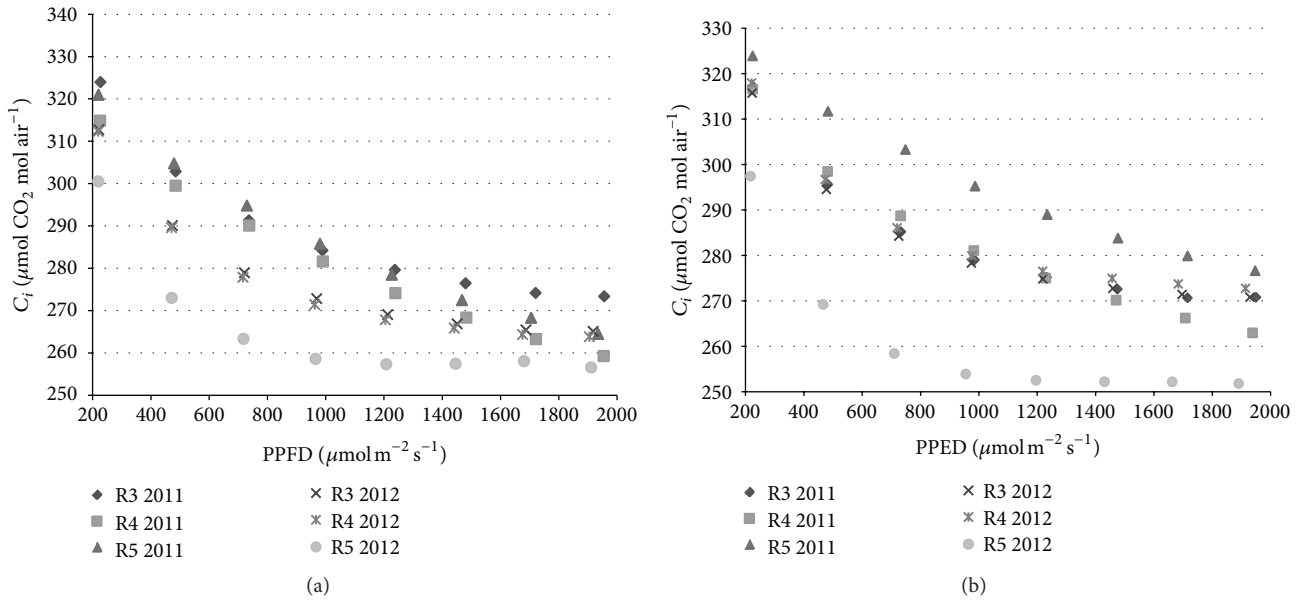 340
330
320
310
300
290
280
270
260
250
C_i (μmol CO₂ mol air⁻¹)
200 400 600 800 1000 1200 1400 1600 1800 2000
PPFD (μmol m⁻² s⁻¹)
R3 2011
R4 2011
R5 2011
R3 2012
R4 2012
R5 2012
(a)
330
320
310
300
290
280
270
260
250
C_i (μmol CO₂ mol air⁻¹)
200 400 600 800 1000 1200 1400 1600 1800 2000
PPED (μmol m⁻² s⁻¹)
R3 2011
R4 2011
R5 2011
R3 2012
R4 2012
R5 2012
(b)